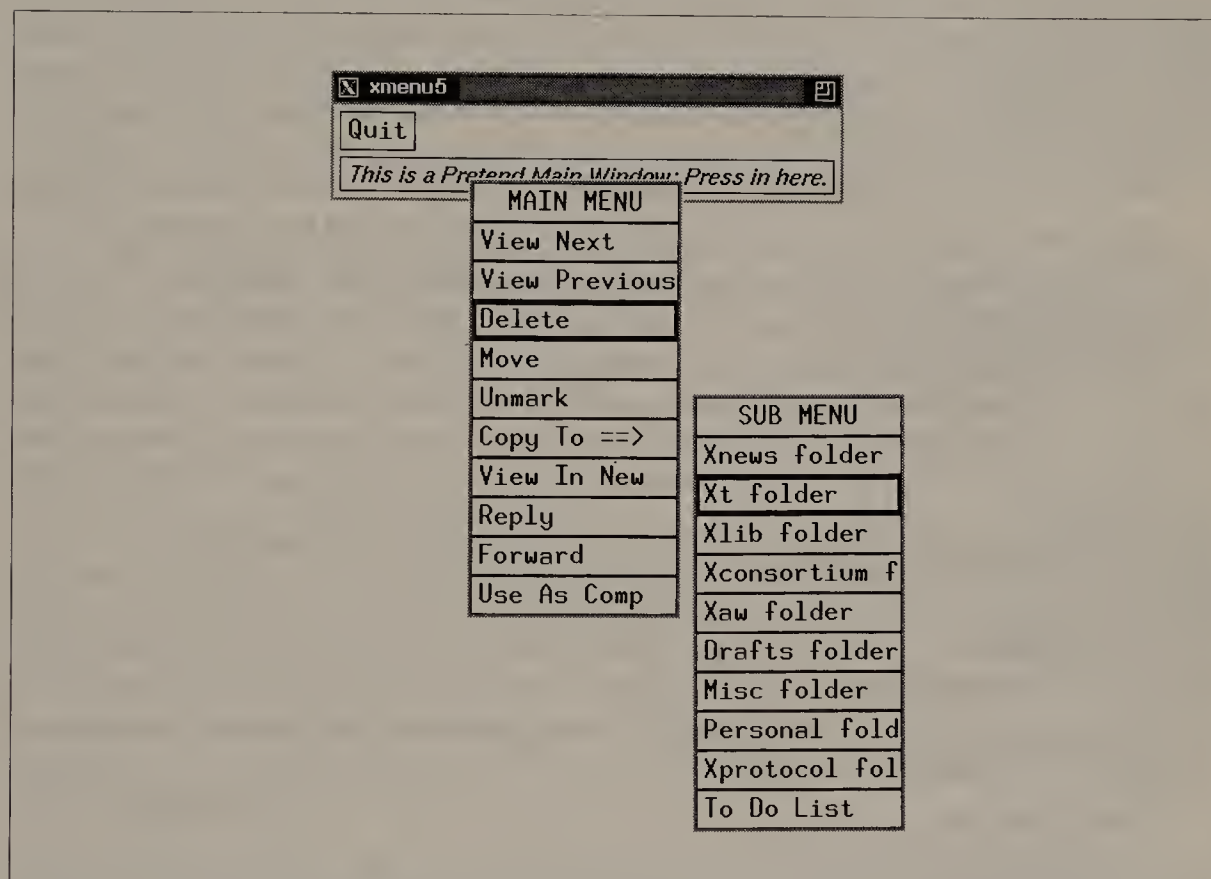 xmenu5
Quit
This is a Pretend Main Window; Press in here.
MAIN MENU
View Next
View Previous
Delete
Move
Unmark
Copy To ==>
View In New
Reply
Forward
Use As Comp
SUB MENU
Xnews folder
Xt folder
Xlib folder
Xconsortium f
Xaw folder
Drafts folder
Misc folder
Personal fold
Xprotocol fol
To Do List